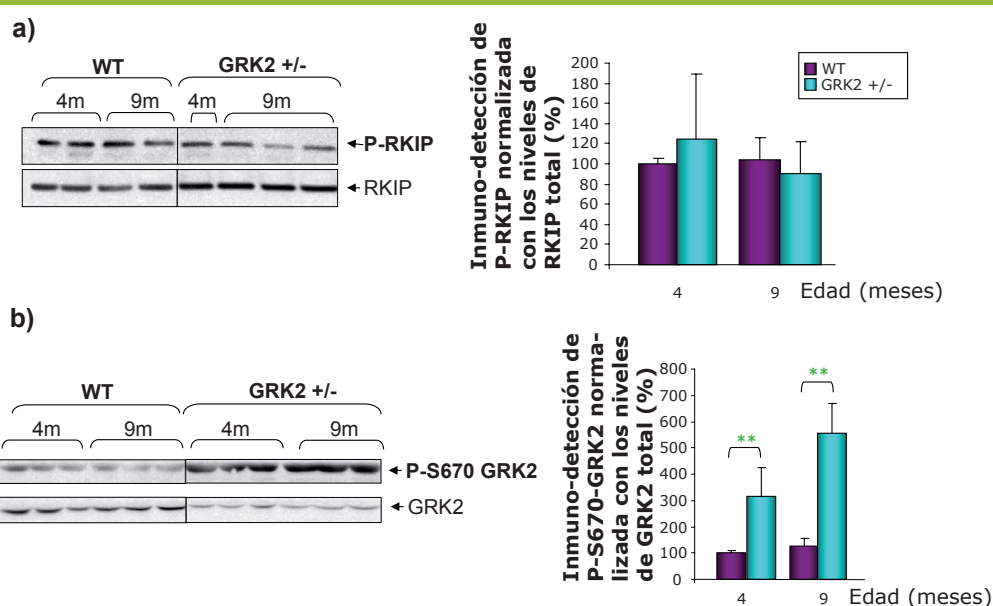 a)
WT GRK2 +/-
4m 9m 4m 9m
P-RKIP
RKIP
Inmuno-detección de
P-RKIP normalizada
con los niveles de
RKIP total (%)
200
180
160
140
120
100
80
60
40
20
0
WT
GRK2 +/-
4 9 Edad (meses)
b)
WT GRK2 +/-
4m 9m 4m 9m
P-S670 GRK2
GRK2
Inmuno-detección de
P-S670-GRK2 norma-
lizada con los niveles
de GRK2 total (%)
800
700
600
500
400
300
200
100
0
**
**
4 9 Edad (meses)